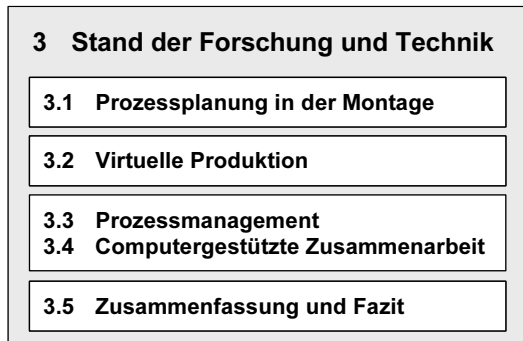 3 Stand der Forschung und Technik
3.1 Prozessplanung in der Montage
3.2 Virtuelle Produktion
3.3 Prozessmanagement
3.4 Computergestützte Zusammenarbeit
3.5 Zusammenfassung und Fazit